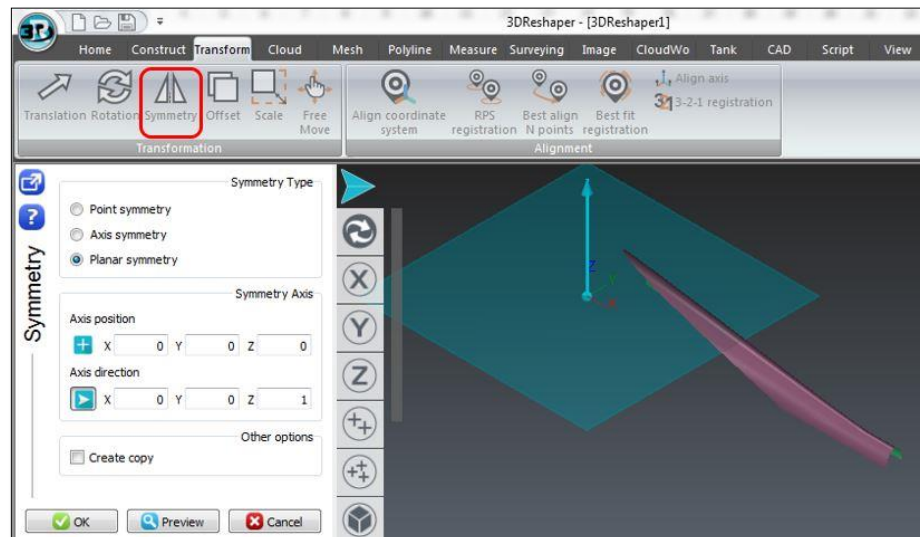 3DReshaper - [3DReshaper1]
Home Construct Transform Cloud Mesh Polyline Measure Surveying Image CloudWo Tank CAD Script View
Translation Rotation Symmetry Offset Scale Free Move
Align coordinate system RPS registration Best align N points Best fit registration
Align axis
3-2-1 registration
Transformation Alignment
Symmetry
Symmetry Type
Point symmetry
Axis symmetry
Planar symmetry
Symmetry Axis
Axis position
X 0 Y 0 Z 0
Axis direction
X 0 Y 0 Z 1
Other options
Create copy
OK Preview Cancel
X
Y
Z
Z
Y
X